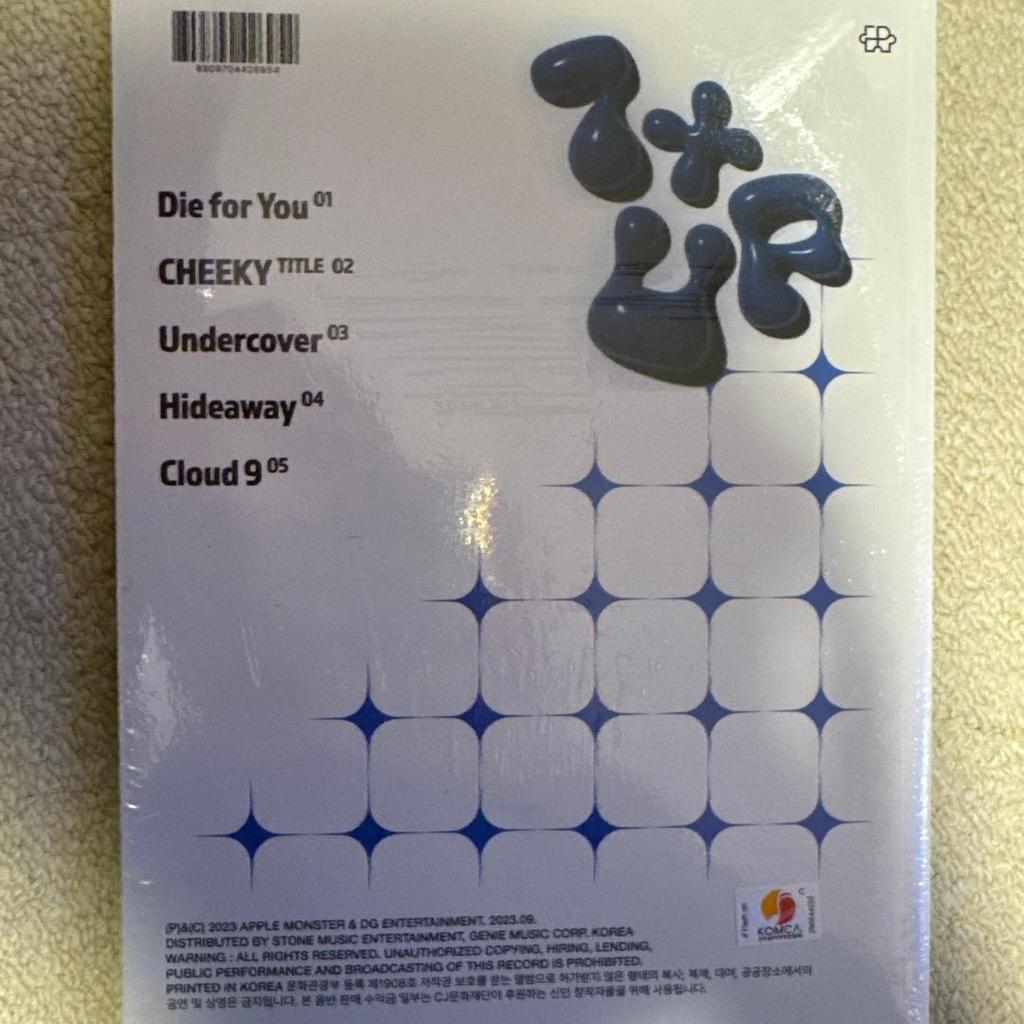 7+UP
Die for You 01
CHEEKY TITLE 02
Undercover 03
Hideaway 04
Cloud 9 05
(P)&(C) 2023 APPLE MONSTER & DG ENTERTAINMENT. 2023.09.
DISTRIBUTED BY STONE MUSIC ENTERTAINMENT, GENIE MUSIC CORP. KOREA
WARNING : ALL RIGHTS RESERVED. UNAUTHORIZED COPYING, HIRING, LENDING,
PUBLIC PERFORMANCE AND BROADCASTING OF THIS RECORD IS PROHIBITED.
PRINTED IN KOREA 문화관광부 등록 제1908호 저작권 보호를 받는 앨범으로 허가받지 않은 형태의 복사, 복제, 대여, 공공장소에서의
공연 및 상영은 금지됩니다. 본 음반 판매 수익금 일부는 CJ문화재단이 후원하는 신인 창작자들을 위해 사용됩니다.
KOMCA